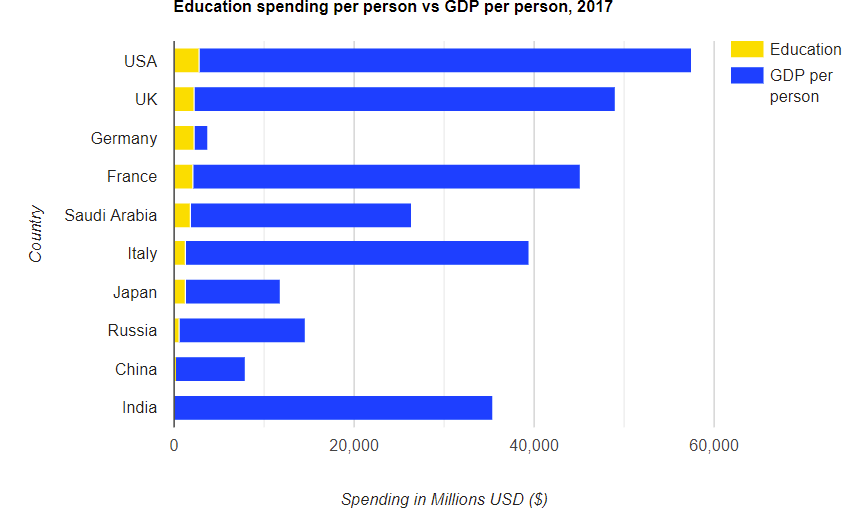 Education spending per person vs GDP per person, 2017
Education
GDP per
person
Country
USA
UK
Germany
France
Saudi Arabia
Italy
Japan
Russia
China
India
0
20,000
40,000
60,000
Spending in Millions USD ($)